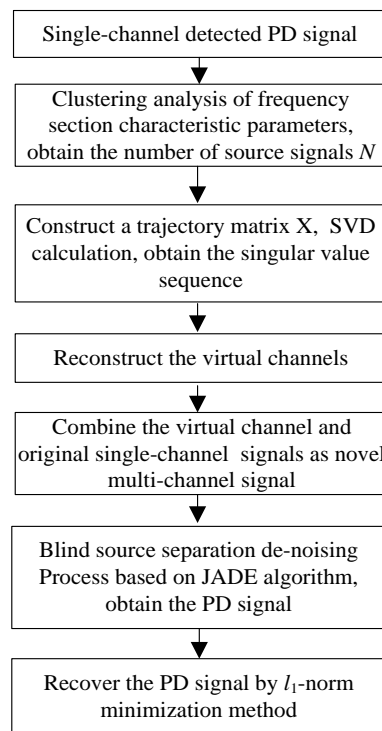 Single-channel detected PD signal
Clustering analysis of frequency
section characteristic parameters,
obtain the number of source signals N
Construct a trajectory matrix X, SVD
calculation, obtain the singular value
sequence
Reconstruct the virtual channels
Combine the virtual channel and
original single-channel signals as novel
multi-channel signal
Blind source separation de-noising
Process based on JADE algorithm,
obtain the PD signal
Recover the PD signal by l₁-norm
minimization method